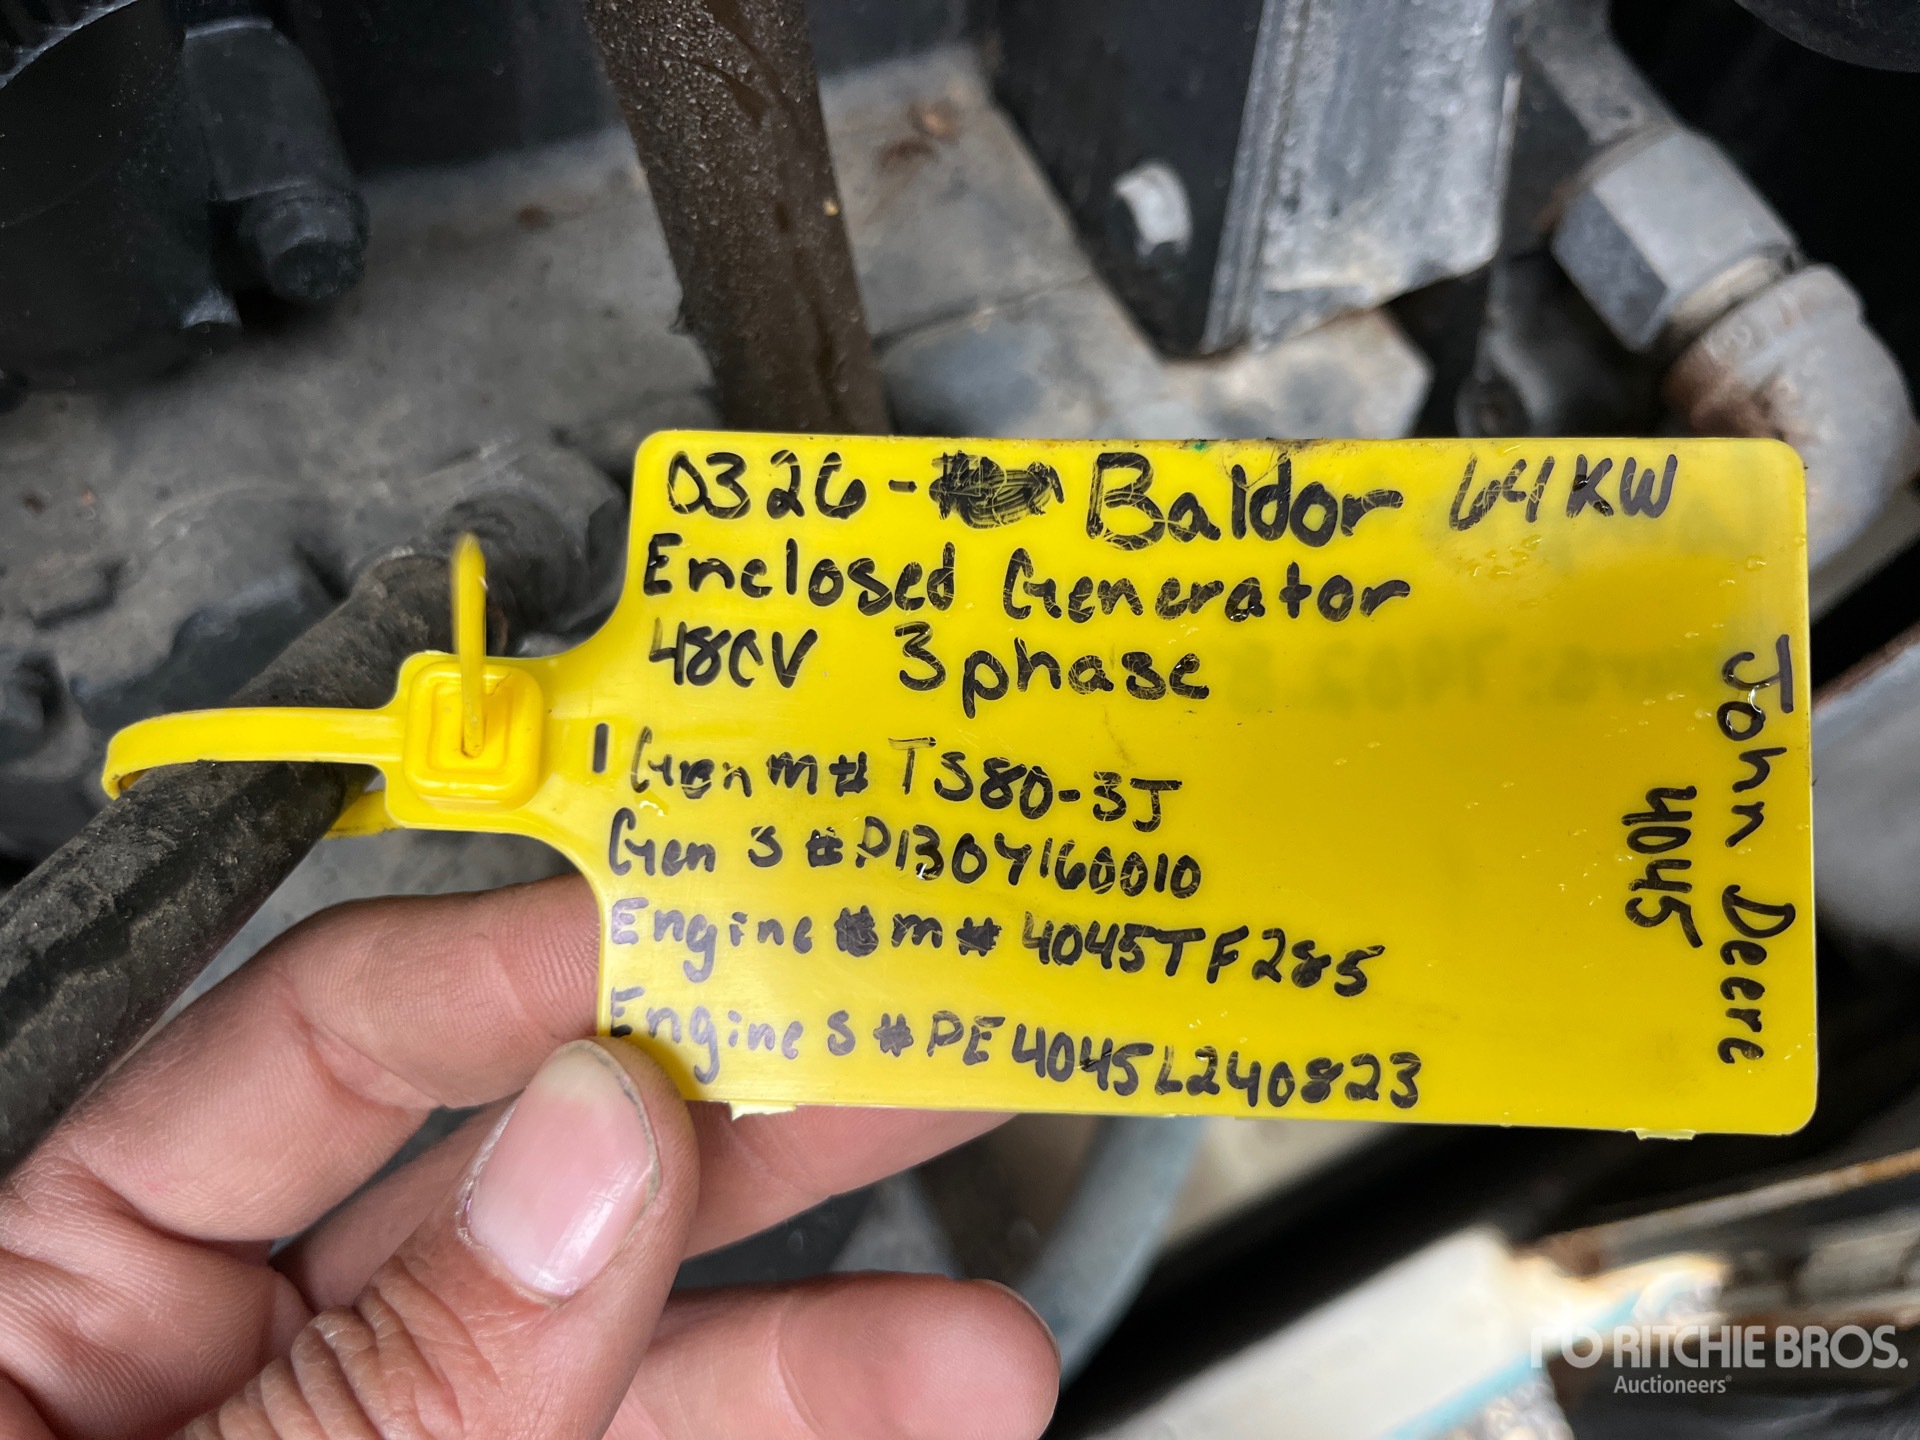 0326- Baldor 64KW
Enclosed Generator
480V 3phase
Gen m# TS80-3J
Gen S # P1304160010
Engine # m# 4045TF285
Engine S # PE4045L240823
John Deere
4045
RITCHIE BROS.
Auctioneers